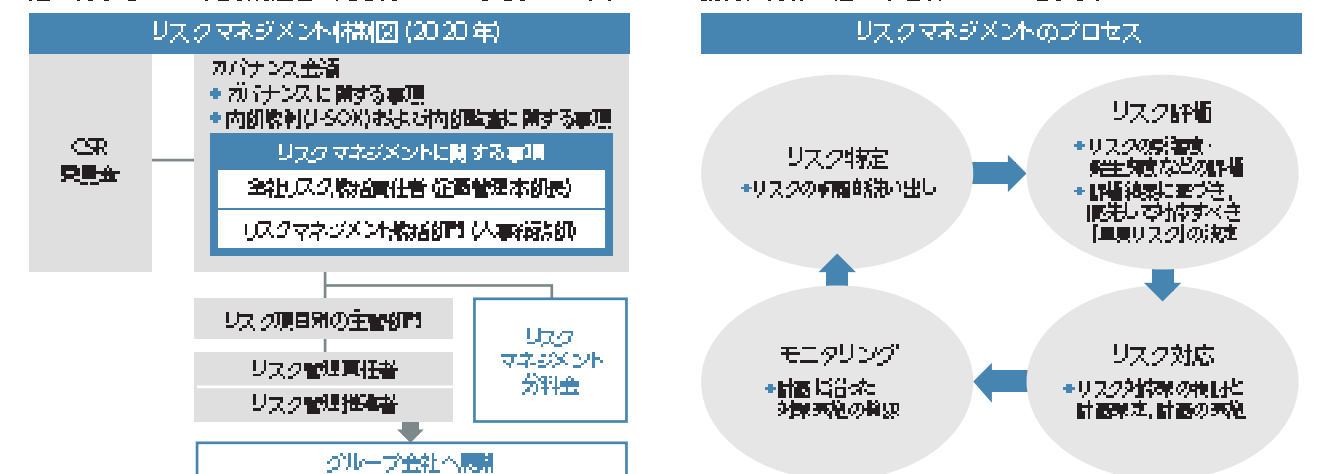 リスクマネジメント体制図 (2020年)
CSR
委員会
ガバナンス会議
ガバナンスに関する事項
内部統制(J-SOX)および内部監査に関する事項
リスクマネジメントに関する事項
全社リスク統括責任者 (企画管理本部長)
リスクマネジメント統括部門 (人事総務部)
リスク項目別の主管部門
リスク管理責任者
リスク管理推進者
リスク
マネジメント
分科会
グループ会社へ展開
リスクマネジメントのプロセス
リスク特定
リスクの網羅的洗い出し
リスク評価
リスクの影響度・
発生頻度などの評価
評価結果に基づき、
優先して対応すべき
「重要リスク」の決定
リスク対応
リスク対応策の検討と
計画策定、計画の実施
モニタリング
計画に沿った
対策実施の確認